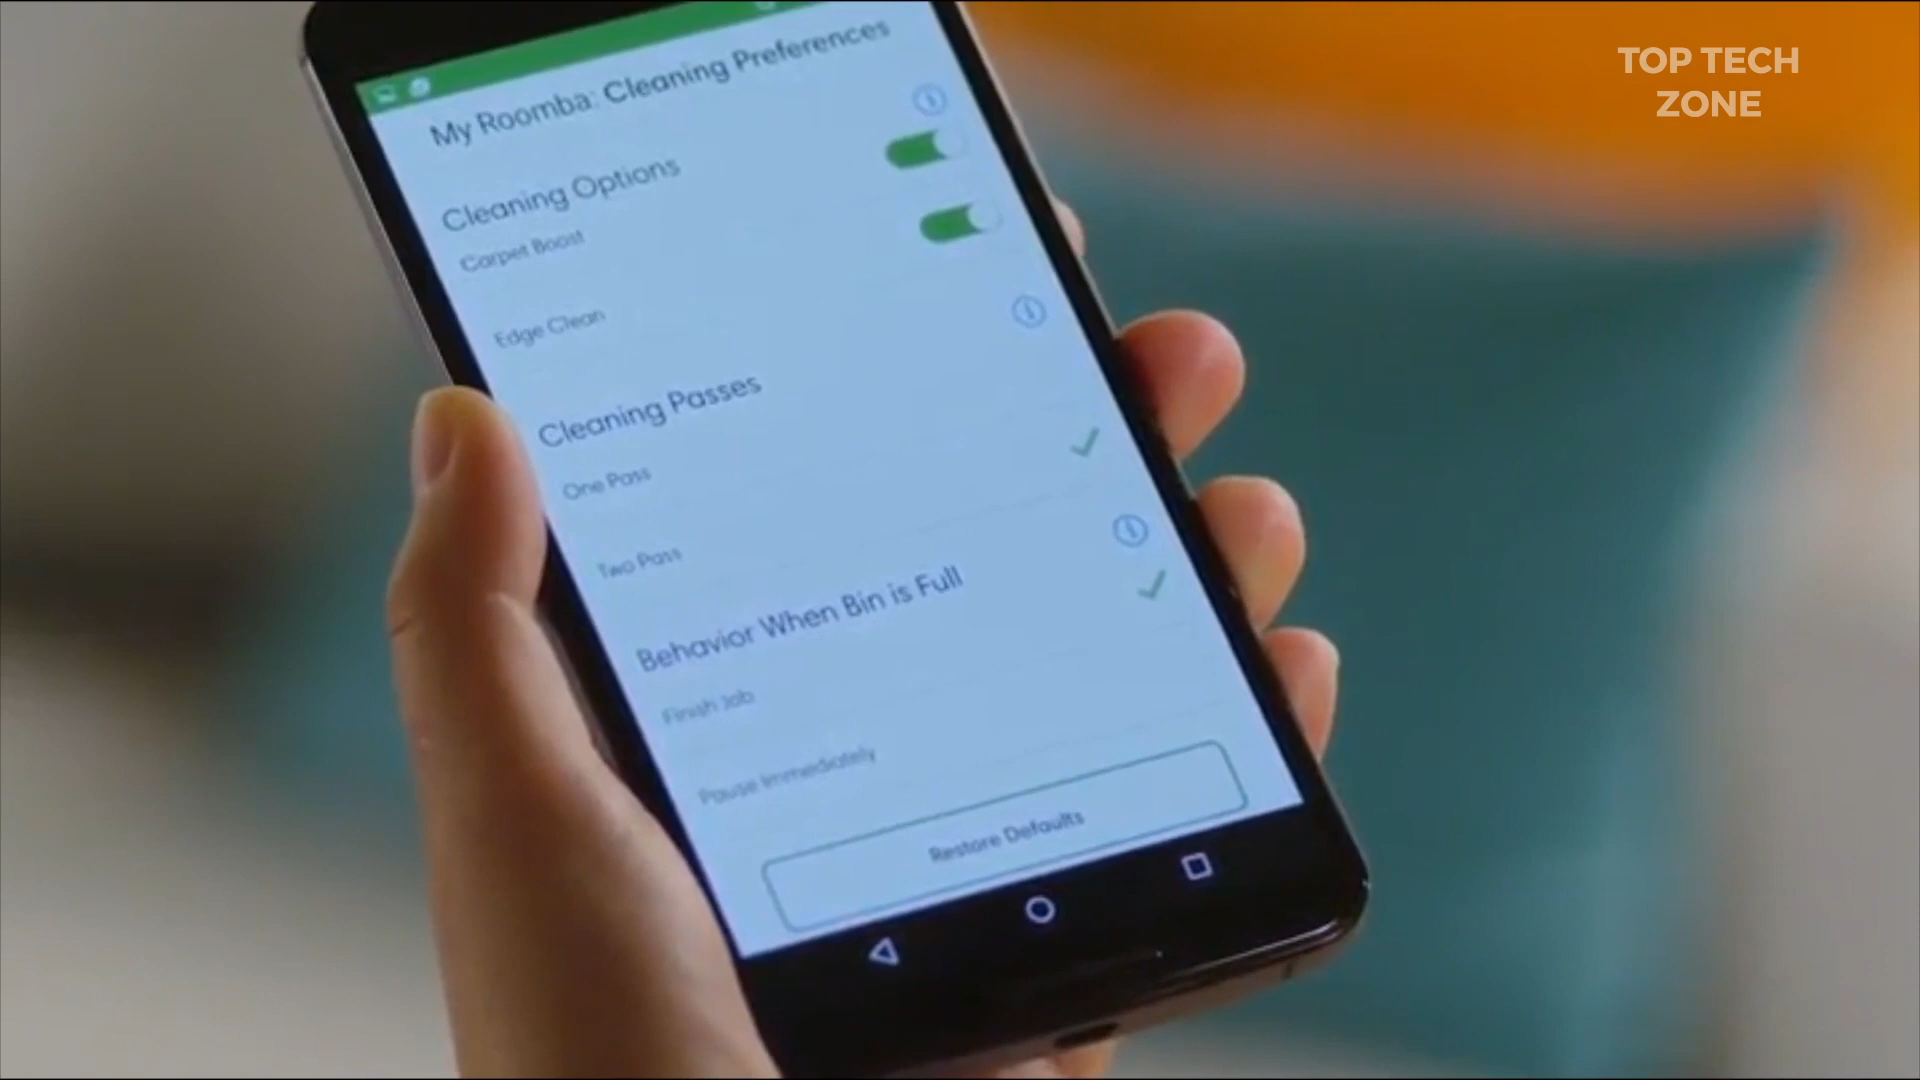 TOP TECH
ZONE
My Roomba: Cleaning Preferences
Cleaning Options
Carpet Boost
Edge Clean
Cleaning Passes
One Pass
Two Pass
Behavior When Bin is Full
Finish Job
Pause Immediately
Restore Defaults